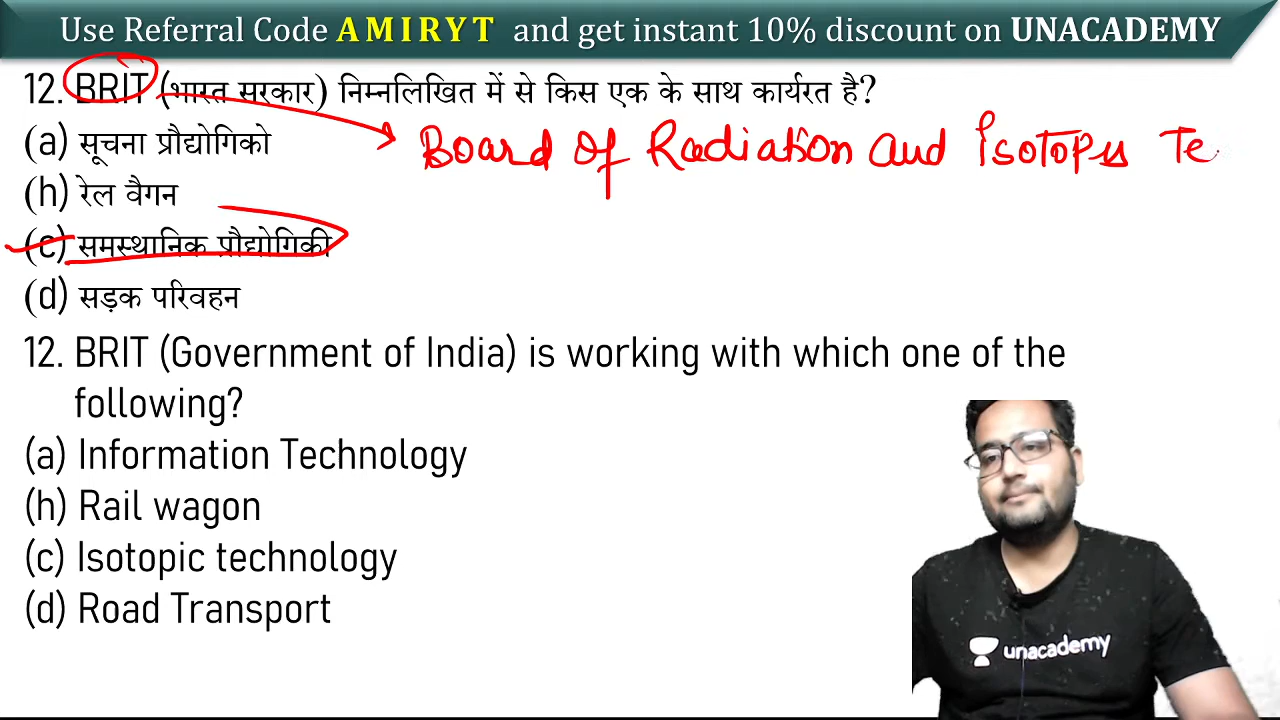 Use Referral Code AMIRYT and get instant 10% discount on UNACADEMY
12. BRIT (भारत सरकार) निम्नलिखित में से किस एक के साथ कार्यरत है?
(a) सूचना प्रौद्योगिको
Board of Radiation and Isotopes Te
(h) रेल वैगन
(c) समस्थानिक प्रौद्योगिकी
(d) सड़क परिवहन
12. BRIT (Government of India) is working with which one of the
following?
(a) Information Technology
(h) Rail wagon
(c) Isotopic technology
(d) Road Transport
unacademy